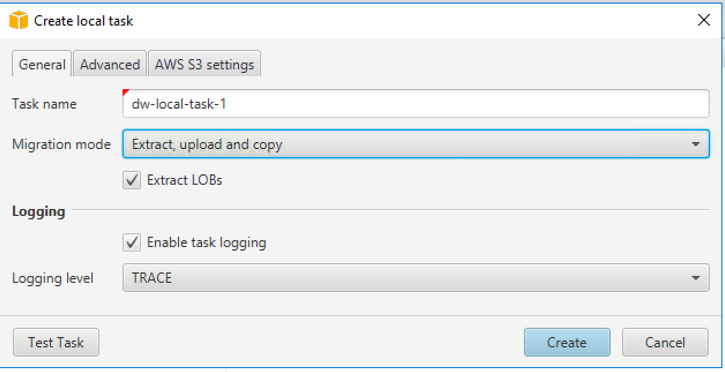 Create local task
General Advanced AWS S3 settings
Task name dw-local-task-1
Migration mode Extract, upload and copy
Extract LOBs
Logging
Enable task logging
Logging level TRACE
Test Task Create Cancel